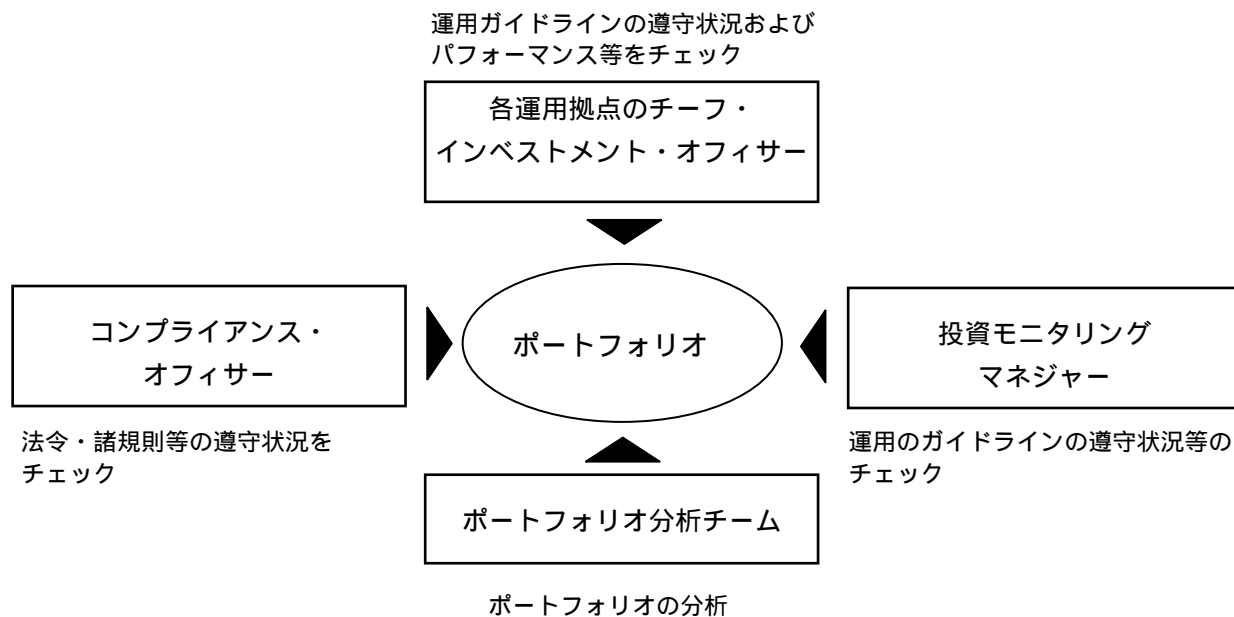 運用ガイドラインの遵守状況および
パフォーマンス等をチェック
各運用拠点のチーフ・
インベストメント・オフィサー
コンプライアンス・
オフィサー
ポートフォリオ
投資モニタリング
マネジャー
法令・諸規則等の遵守状況を
チェック
運用のガイドラインの遵守状況等の
チェック
ポートフォリオ分析チーム
ポートフォリオの分析